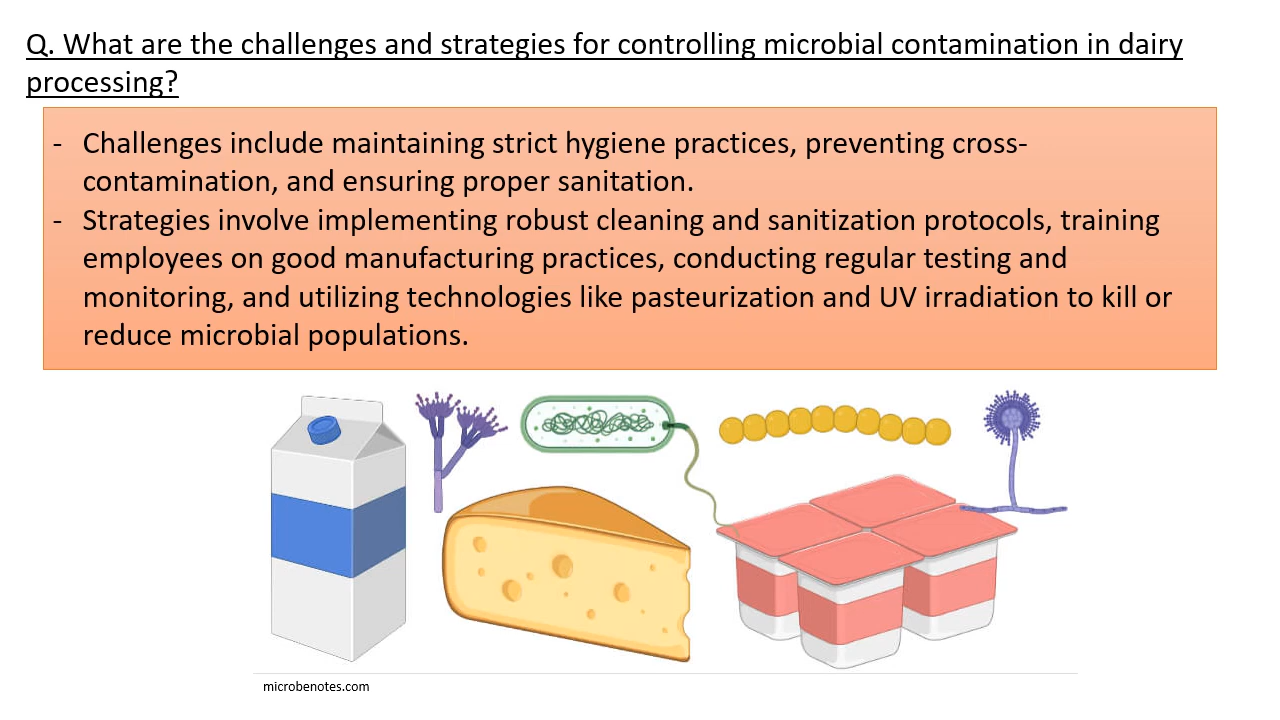 Q. What are the challenges and strategies for controlling microbial contamination in dairy
processing?
- Challenges include maintaining strict hygiene practices, preventing cross-
contamination, and ensuring proper sanitation.
- Strategies involve implementing robust cleaning and sanitization protocols, training
employees on good manufacturing practices, conducting regular testing and
monitoring, and utilizing technologies like pasteurization and UV irradiation to kill or
reduce microbial populations.
microbenotes.com